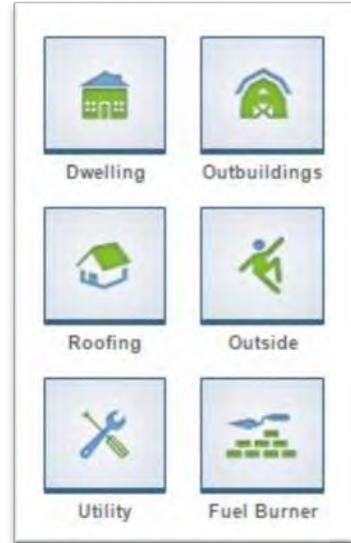 Dwelling
Outbuildings
Roofing
Outside
Utility
Fuel Burner